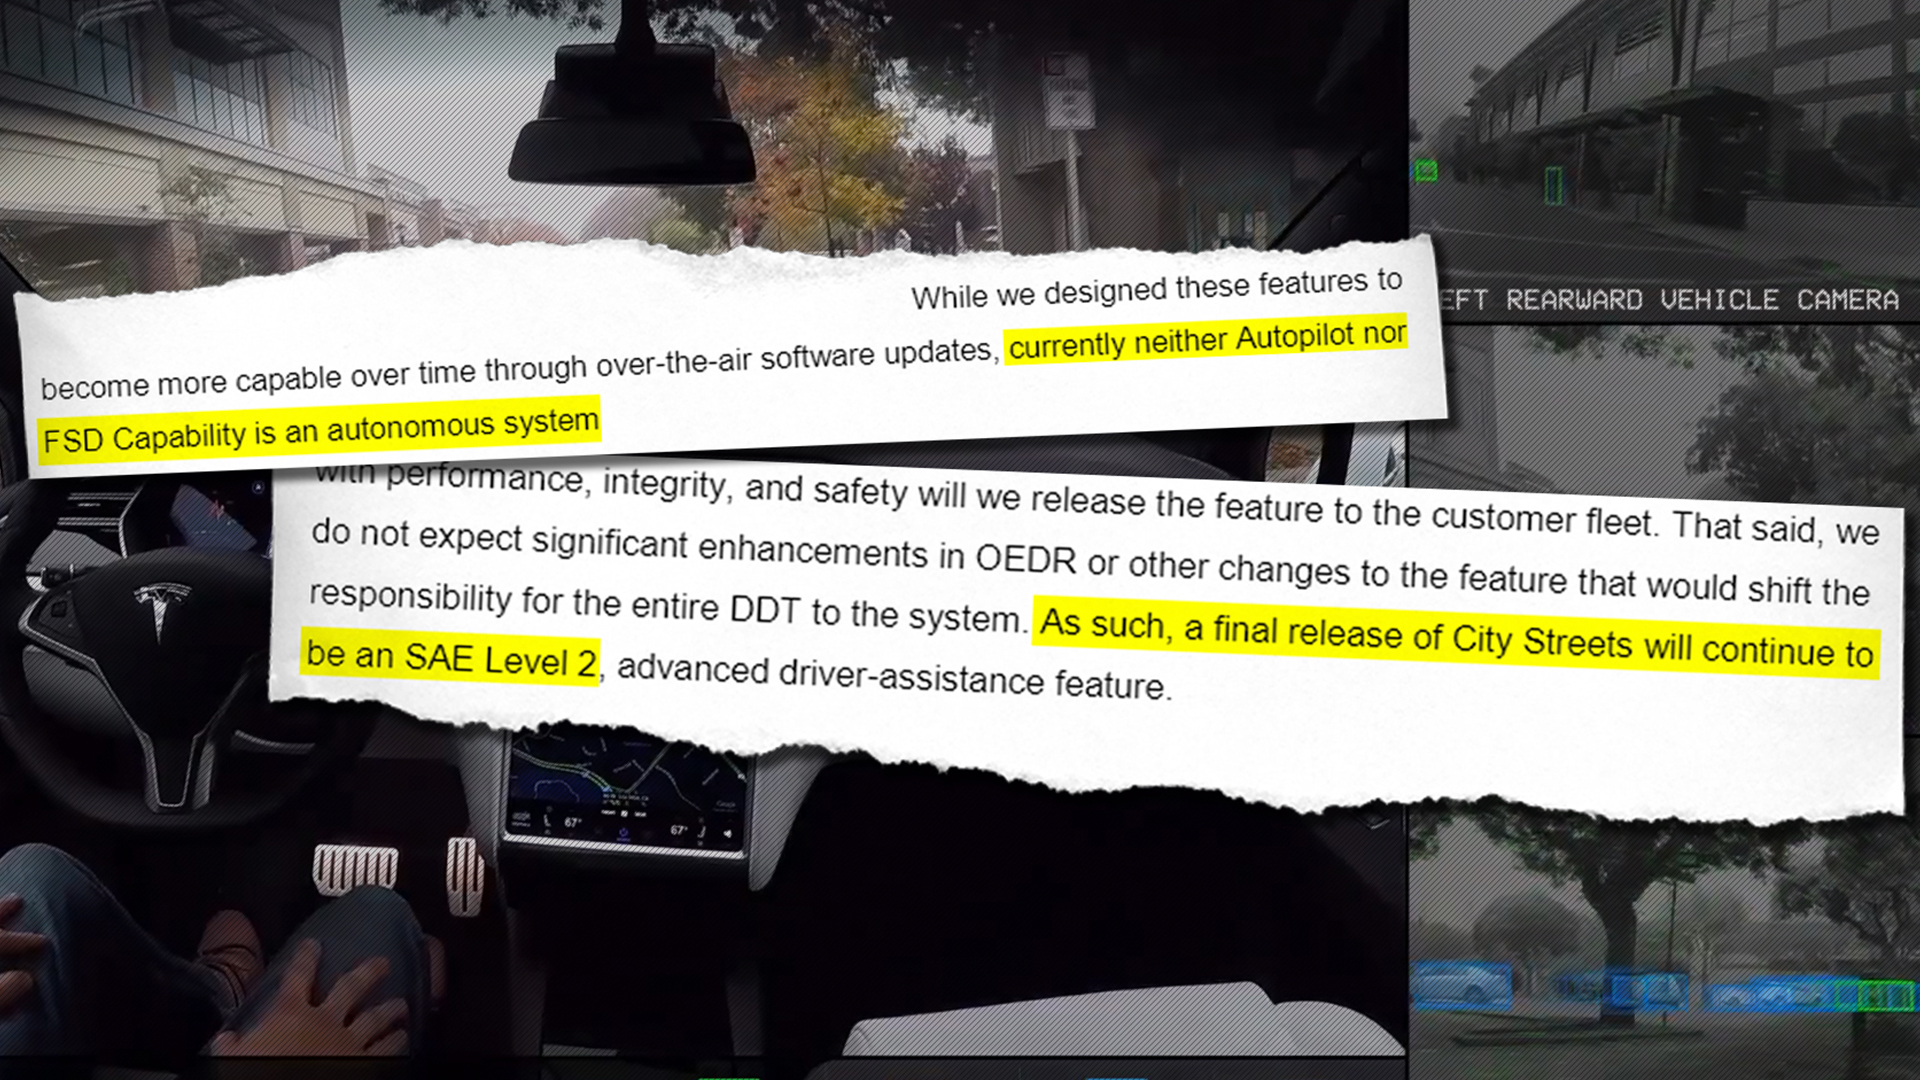 EFT REARWARD VEHICLE CAMERA
While we designed these features to
become more capable over time through over-the-air software updates, currently neither Autopilot nor
FSD Capability is an autonomous system
with performance, integrity, and safety will we release the feature to the customer fleet. That said, we
do not expect significant enhancements in OEDR or other changes to the feature that would shift the
responsibility for the entire DDT to the system. As such, a final release of City Streets will continue to
be an SAE Level 2, advanced driver-assistance feature.
67°
67°